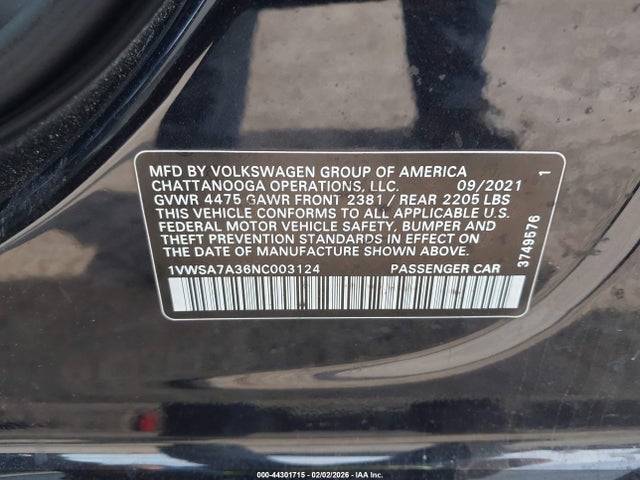 MFD BY VOLKSWAGEN GROUP OF AMERICA
CHATTANOOGA OPERATIONS, LLC. 09/2021
GVWR 4475 GAWR FRONT 2381 / REAR 2205 LBS
THIS VEHICLE CONFORMS TO ALL APPLICABLE U.S.
FEDERAL MOTOR VEHICLE SAFETY, BUMPER AND
THEFT PREVENTION STANDARDS IN EFFECT ON
THE DATE OF MANUFACTURE SHOWN ABOVE.
1VWSA7A36NC003124 PASSENGER CAR
3749676 1
000-44301715 - 02/02/2026 - IAA Inc.